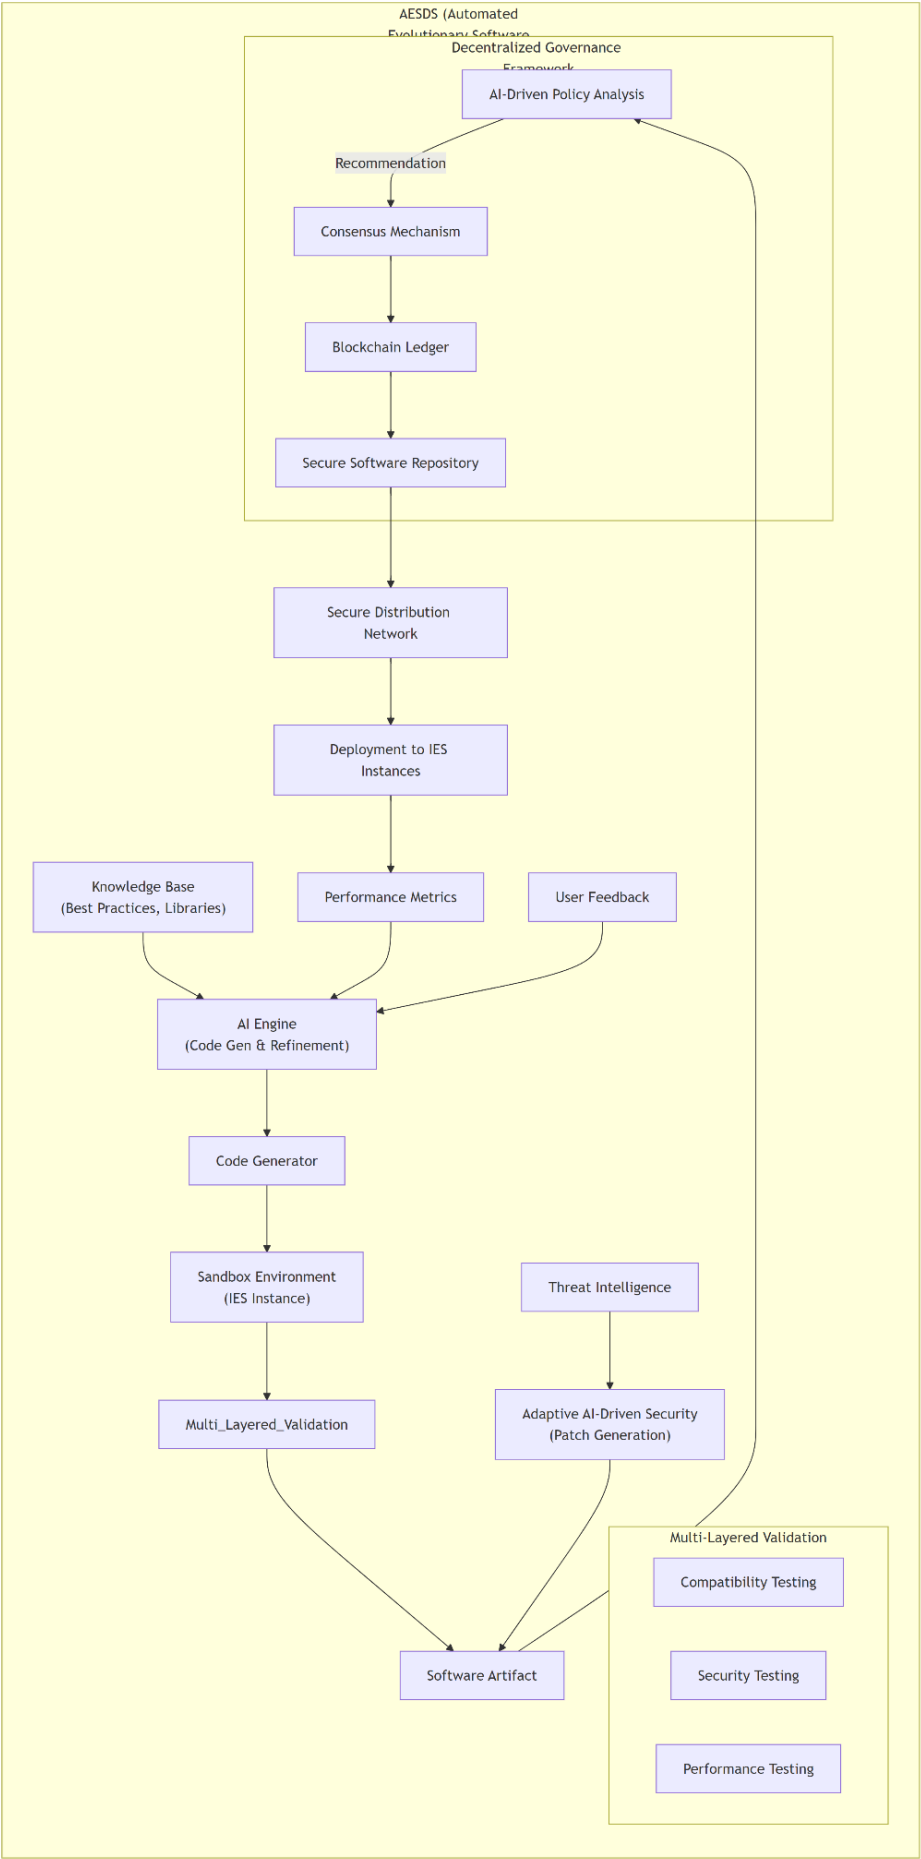 AESDS (Automated
Evolutionary Software
Decentralized Governance
Framework
AI-Driven Policy Analysis
Recommendation
Consensus Mechanism
Blockchain Ledger
Secure Software Repository
Secure Distribution
Network
Deployment to IES
Instances
Knowledge Base
(Best Practices, Libraries)
Performance Metrics
User Feedback
AI Engine
(Code Gen & Refinement)
Code Generator
Sandbox Environment
(IES Instance)
Threat Intelligence
Multi_Layered_Validation
Adaptive AI-Driven Security
(Patch Generation)
Multi-Layered Validation
Compatibility Testing
Software Artifact
Security Testing
Performance Testing